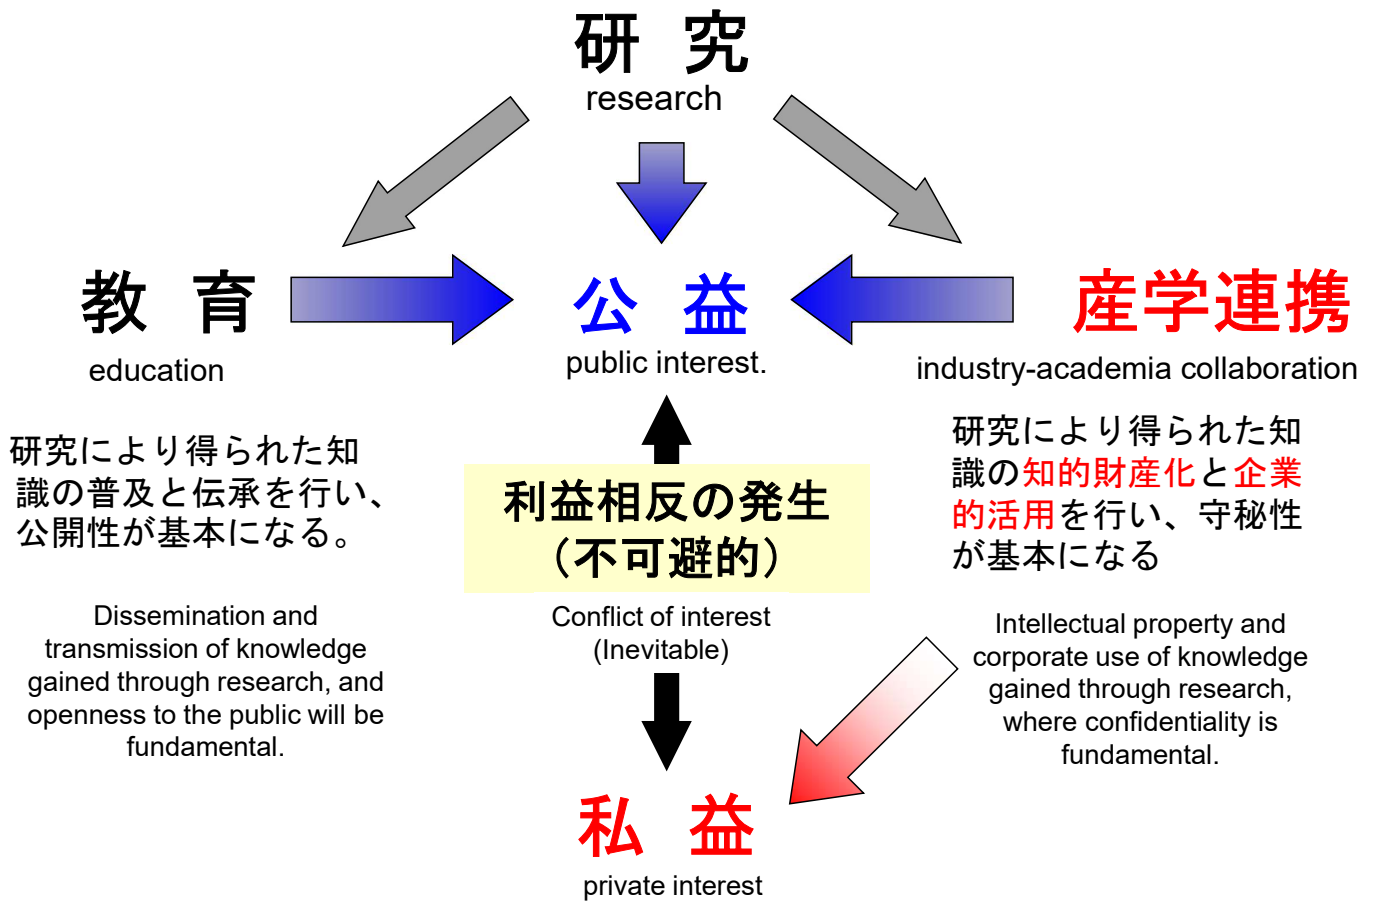 研 究
research
教 育
education
公 益
public interest.
産学連携
industry-academia collaboration
研究により得られた知
識の普及と伝承を行い、
公開性が基本になる。
Dissemination and
transmission of knowledge
gained through research, and
openness to the public will be
fundamental.
利益相反の発生
（不可避的）
Conflict of interest
(Inevitable)
研究により得られた知
識の知的財産化と企業
的活用を行い、守秘性
が基本になる
Intellectual property and
corporate use of knowledge
gained through research,
where confidentiality is
fundamental.
私 益
private interest